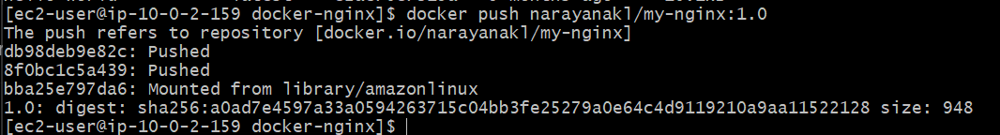 [ec2-user@ip-10-0-2-159 docker-nginx]$ docker push narayanakl/my-nginx:1.0
The push refers to repository [docker.io/narayanakl/my-nginx]
db98deb9e82c: Pushed
8f0bc1c5a439: Pushed
bba25e797da6: Mounted from library/amazonlinux
1.0: digest: sha256:a0ad7e4597a33a0594263715c04bb3fe25279a0e64c4d9119210a9aa11522128 size: 948
[ec2-user@ip-10-0-2-159 docker-nginx]$